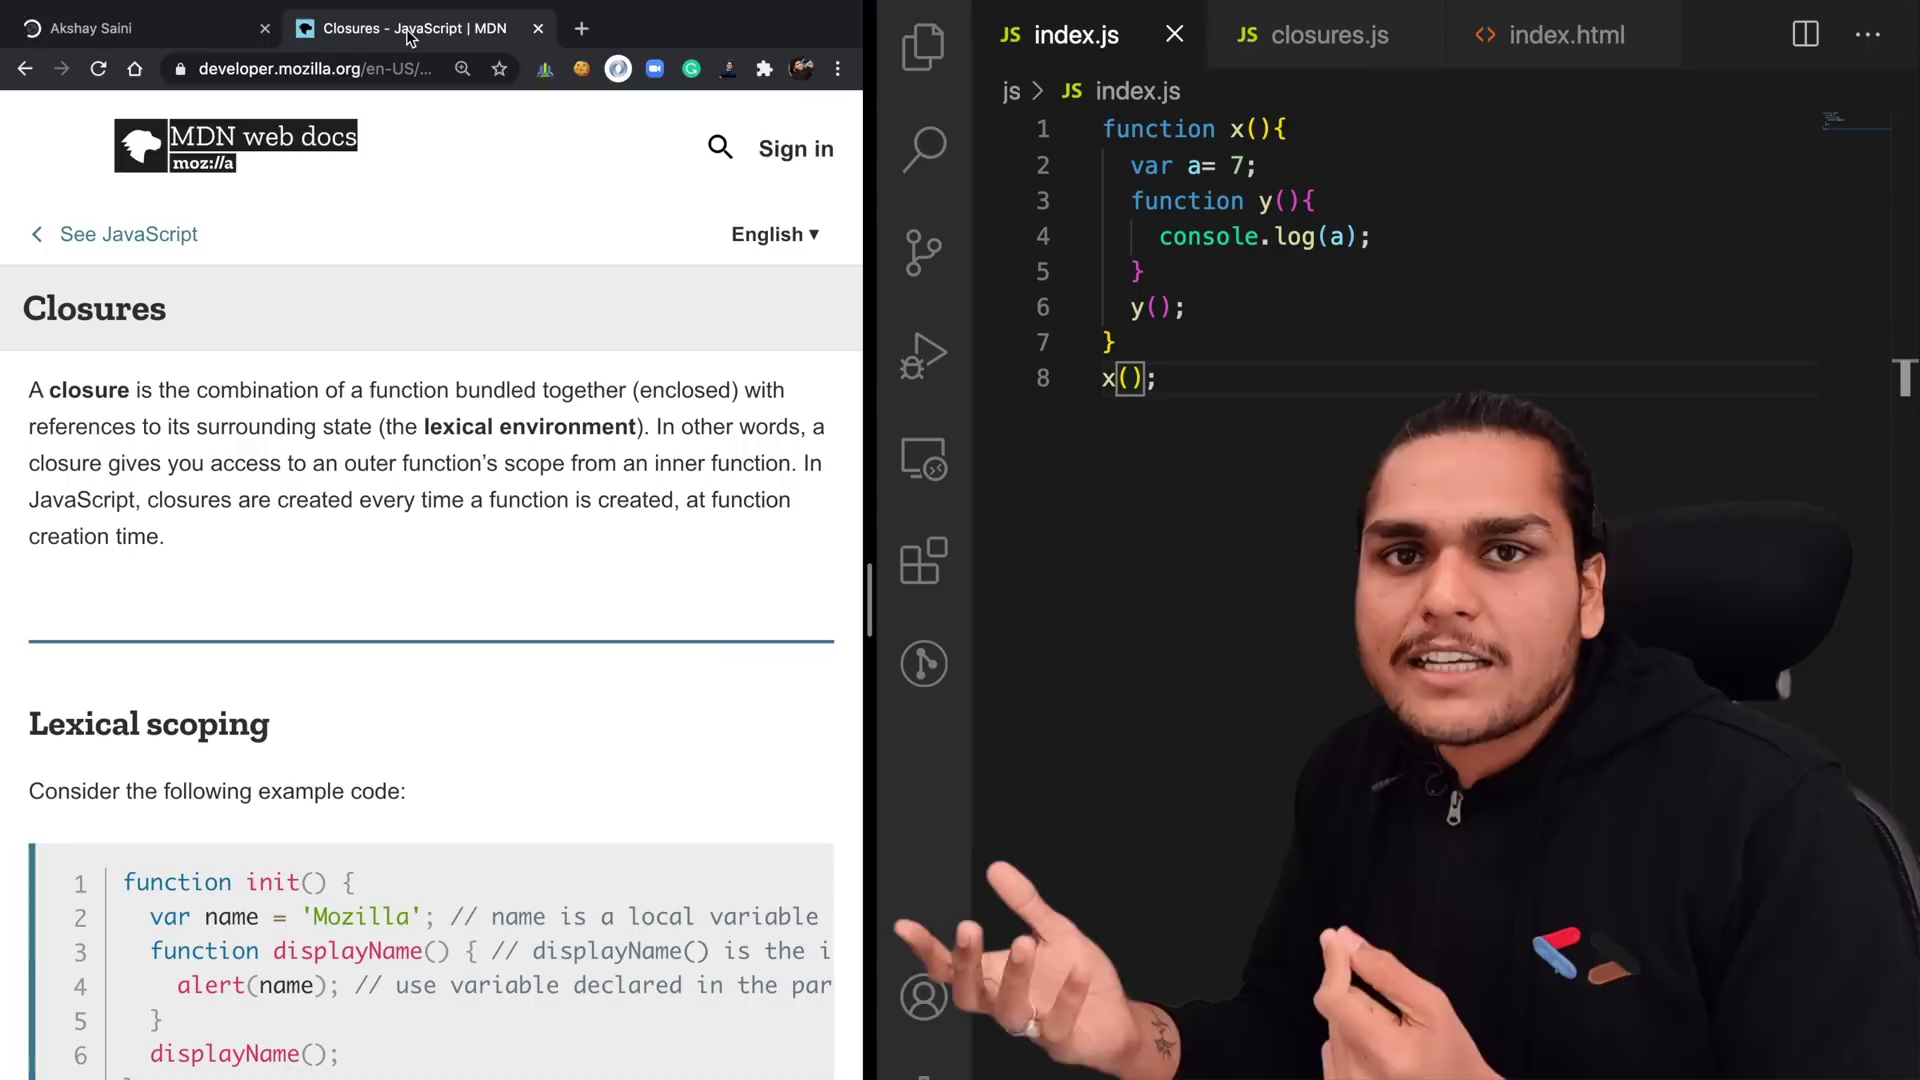 Akshay Saini
Closures - JavaScript | MDN
developer.mozilla.org/en-US/...
MDN web docs
moz://a
Sign in
See JavaScript
English ▾
Closures
A closure is the combination of a function bundled together (enclosed) with
references to its surrounding state (the lexical environment). In other words, a
closure gives you access to an outer function’s scope from an inner function. In
JavaScript, closures are created every time a function is created, at function
creation time.
Lexical scoping
Consider the following example code:
1 function init() {
2 var name = 'Mozilla'; // name is a local variable
3 function displayName() { // displayName() is the i
4 alert(name); // use variable declared in the par
5 }
6 displayName();
JS index.js
JS closures.js
<> index.html
js > JS index.js
1 function x(){
2 var a= 7;
3 function y(){
4 console.log(a);
5 }
6 y();
7 }
8 x();